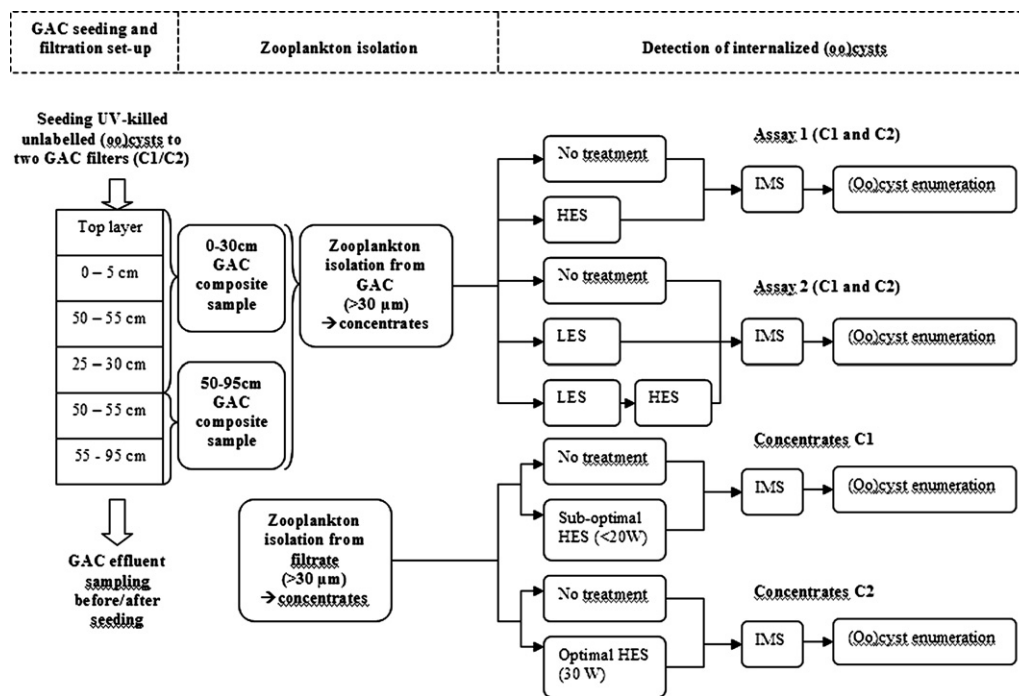 GAC seeding and
filtration set-up
Zooplankton isolation
Detection of internalized (oo)cysts
Seeding UV-killed
unlabelled (oo)cysts to
two GAC filters (C1/C2)
Top layer
0 – 5 cm
50 – 55 cm
25 – 30 cm
50 – 55 cm
55 - 95 cm
GAC effluent
sampling
before/after
seeding
0-30cm
GAC
composite
sample
50-95cm
GAC
composite
sample
Zooplankton
isolation from
GAC
(>30 µm)
→concentrates
Zooplankton
isolation from
filtrate
(>30 µm)
→concentrates
Assay 1 (C1 and C2)
No treatment
HES
IMS
(Oo)cyst enumeration
Assay 2 (C1 and C2)
No treatment
LES
LES
HES
IMS
(Oo)cyst enumeration
Concentrates C1
No treatment
Sub-optimal
HES (<20W)
IMS
(Oo)cyst enumeration
Concentrates C2
No treatment
Optimal HES
(30 W)
IMS
(Oo)cyst enumeration